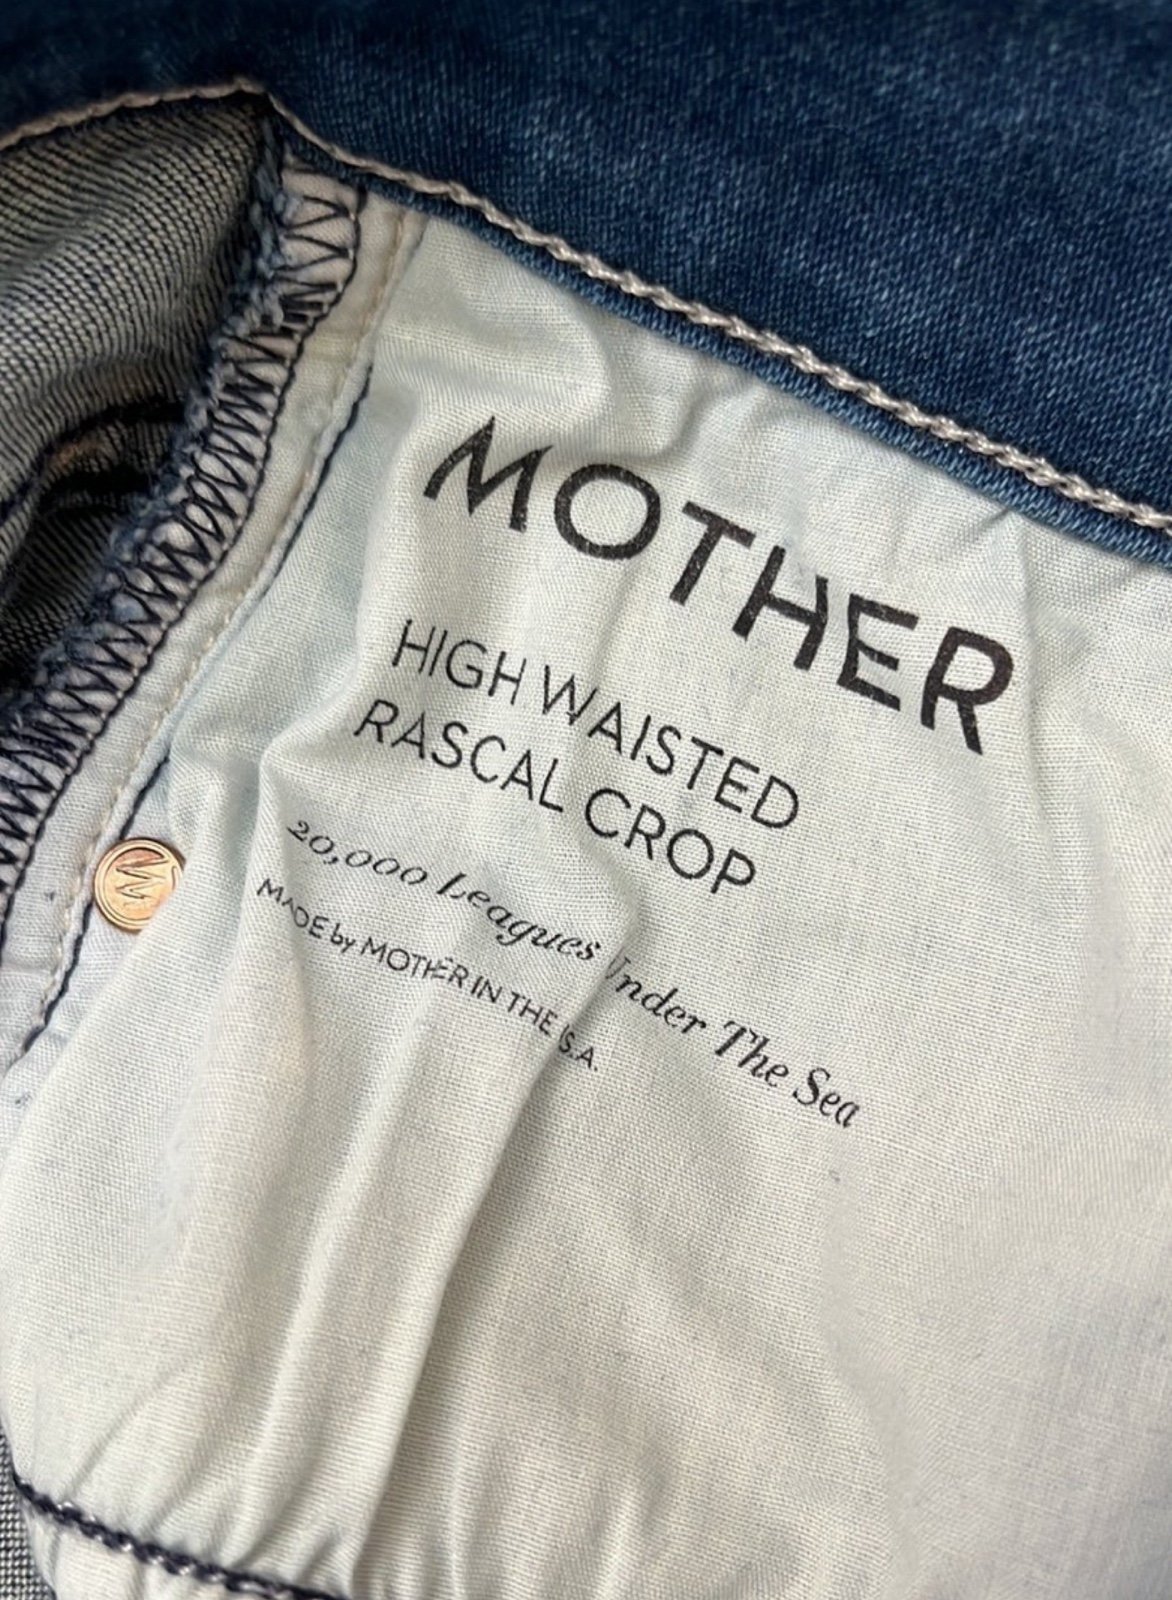 MOTHER
HIGH WAISTED
RASCAL CROP
20,000 Leagues Under The Sea
MADE by MOTHER IN THE U.S.A.